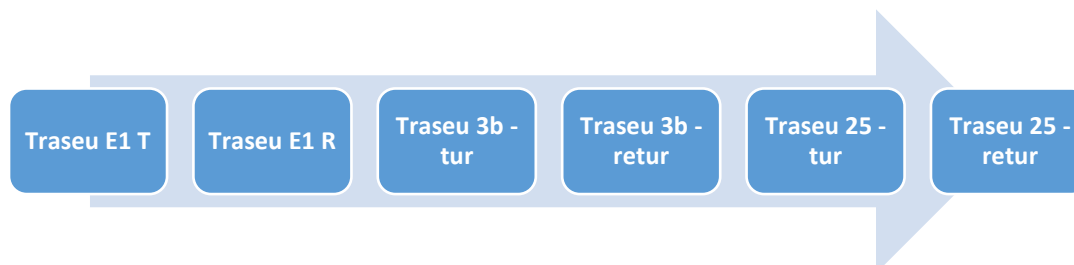 Traseu E1 T
Traseu E1 R
Traseu 3b -
tur
Traseu 3b -
retur
Traseu 25 -
tur
Traseu 25 -
retur